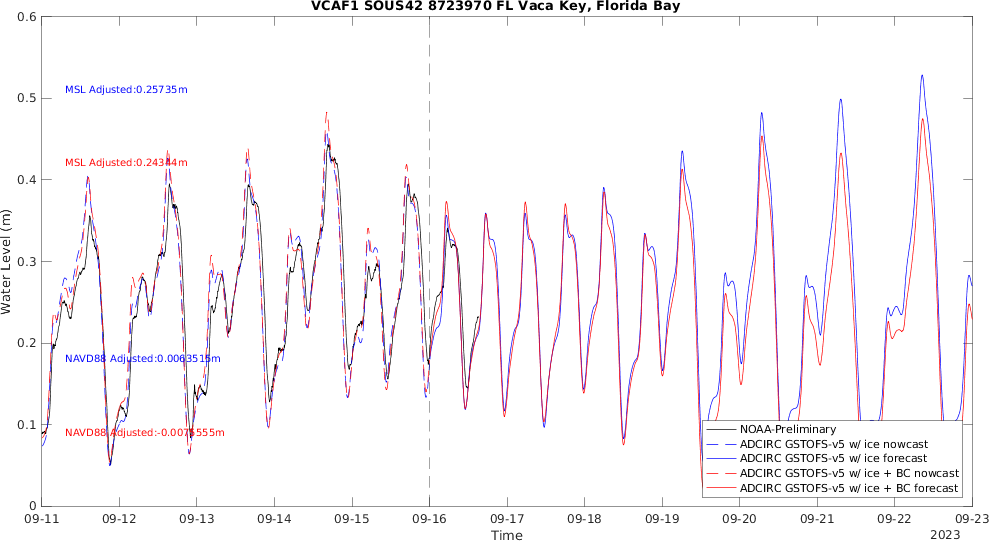 VCAF1 SOUS42 8723970 FL Vaca Key, Florida Bay
0.6
0.5
0.4
0.3
0.2
0.1
0
Water Level (m)
MSL Adjusted:0.25735m
MSL Adjusted:0.24344m
NAVD88 Adjusted:0.0063515m
NAVD88 Adjusted:-0.0075555m
NOAA-Preliminary
ADCIRC GSTOFS-v5 w/ ice nowcast
ADCIRC GSTOFS-v5 w/ ice forecast
ADCIRC GSTOFS-v5 w/ ice + BC nowcast
ADCIRC GSTOFS-v5 w/ ice + BC forecast
09-11 09-12 09-13 09-14 09-15 09-16 09-17 09-18 09-19 09-20 09-21 09-22 09-23
Time
2023